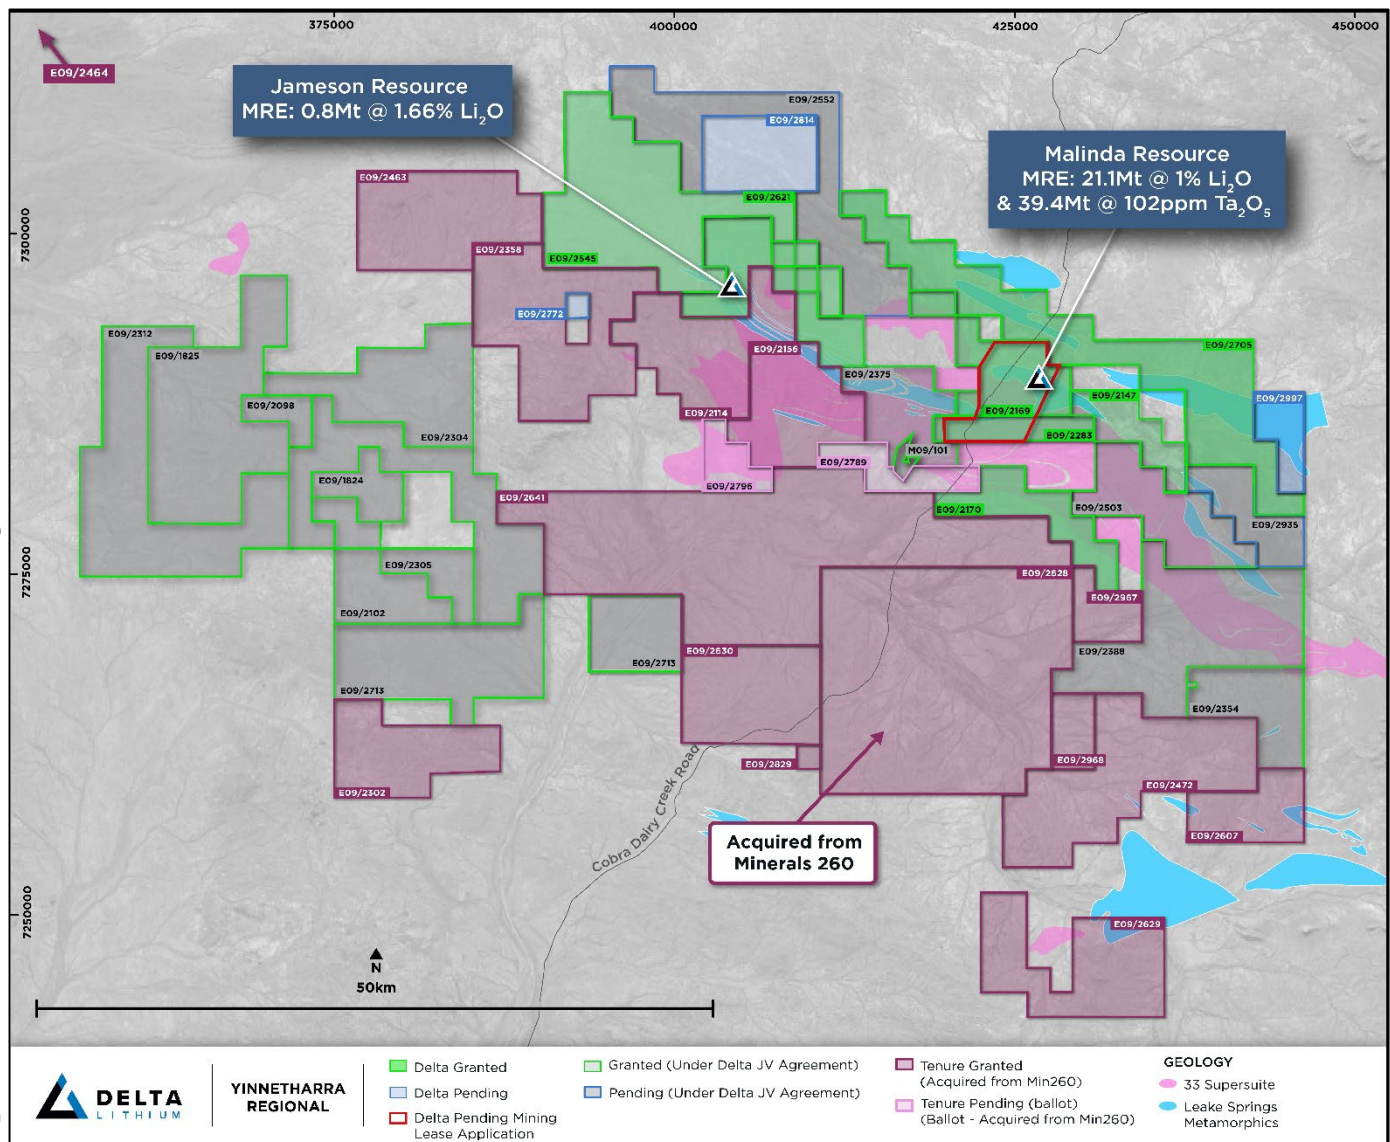 375000
400000
425000
450000
E09/2464
Jameson Resource
MRE: 0.8Mt @ 1.66% Li₂O
E09/2552
E09/2814
Malinda Resource
MRE: 21.1Mt @ 1% Li₂O
& 39.4Mt @ 102ppm Ta₂O₅
E09/2463
E09/2621
7300000
E09/2358
E09/2545
E09/2772
E09/2312
E09/1825
E09/2156
E09/2375
E09/2705
E09/2098
E09/2114
E09/2169
E09/2147
E09/2997
E09/2304
E09/2283
M09/101
E09/2789
E09/1824
E09/2796
E09/2641
E09/2170
E09/2503
E09/2935
7275000
E09/2305
E09/2628
E09/2967
E09/2102
E09/2630
E09/2388
E09/2713
E09/2713
E09/2354
E09/2829
E09/2968
E09/2302
E09/2472
E09/2607
Cobra Dairy Creek Road
Acquired from
Minerals 260
7250000
E09/2629
N
50km
DELTA
LITHIUM
YINNETHARRA
REGIONAL
Delta Granted
Delta Pending
Delta Pending Mining
Lease Application
Granted (Under Delta JV Agreement)
Pending (Under Delta JV Agreement)
Tenure Granted
(Acquired from Min260)
Tenure Pending (ballot)
(Ballot - Acquired from Min260)
GEOLOGY
33 Supersuite
Leake Springs
Metamorphics